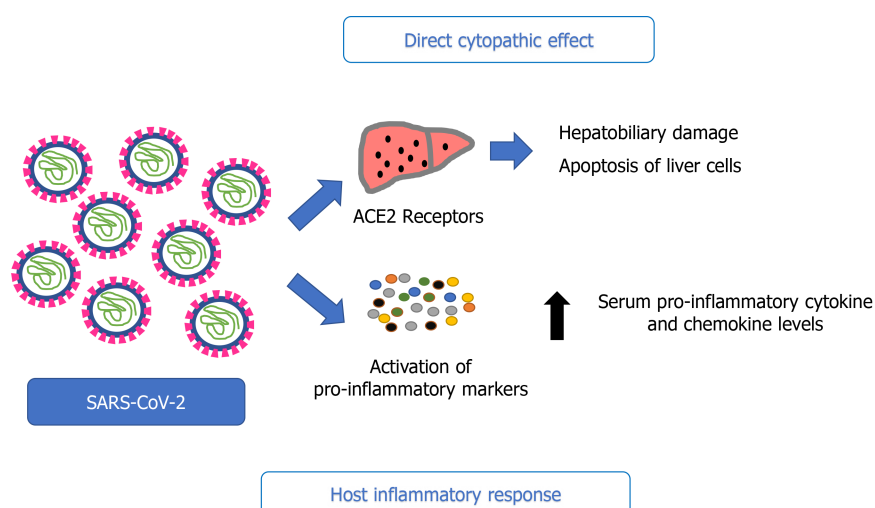 Direct cytopathic effect
Hepatobiliary damage
Apoptosis of liver cells
ACE2 Receptors
Serum pro-inflammatory cytokine
and chemokine levels
Activation of
pro-inflammatory markers
SARS-CoV-2
Host inflammatory response